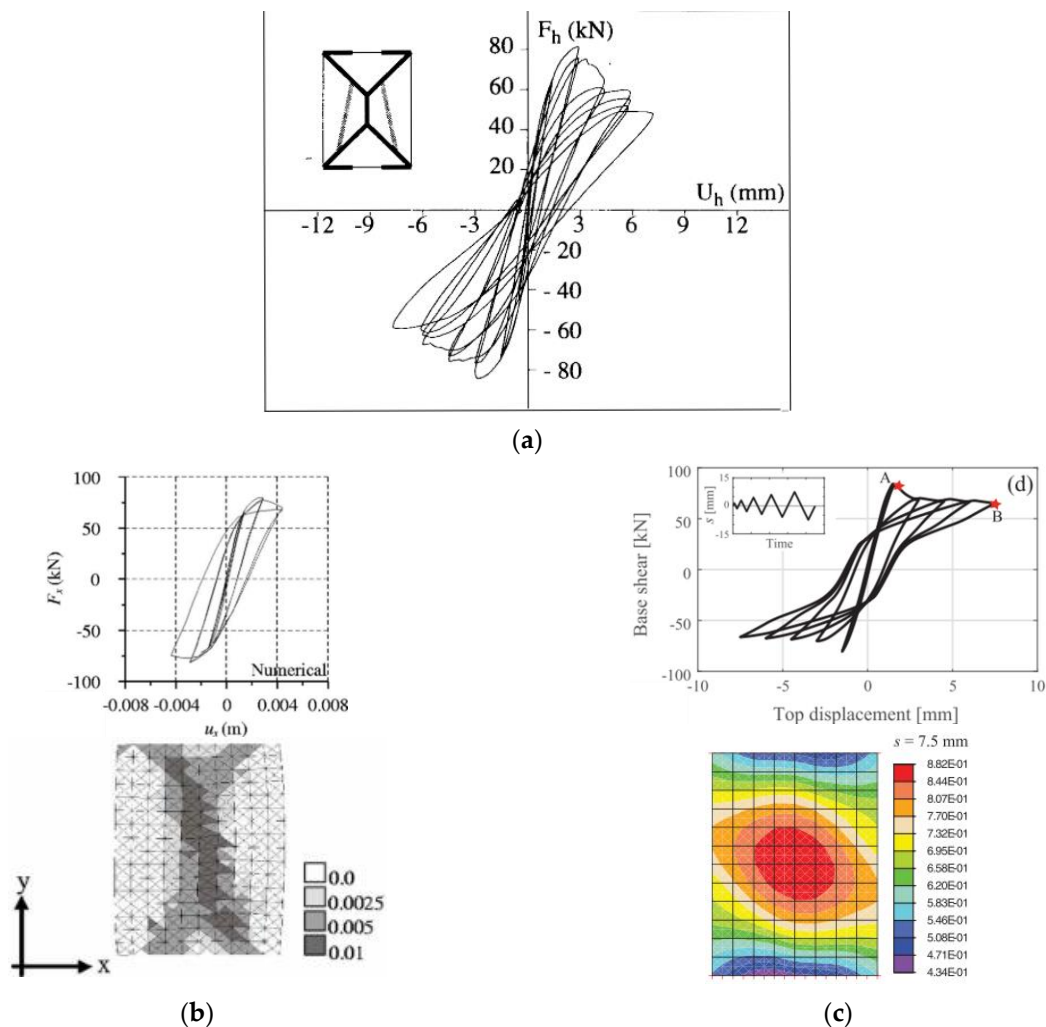 F_h (kN)
80
60
40
20
U_h (mm)
-12 -9 -6 -3 3 6 9 12
- 20
- 40
- 60
- 80
(a)
100
50
0
-50
-100
F_x (kN)
Numerical
-0.008 -0.004 0 0.004 0.008
u_x (m)
y
x
0.0
0.0025
0.005
0.01
(b)
100
50
0
-50
-100
Base shear [kN]
15
0
-15
s [mm]
Time
A
(d)
B
-10 -5 0 5 10
Top displacement [mm]
s = 7.5 mm
8.82E-01
8.44E-01
8.07E-01
7.70E-01
7.32E-01
6.95E-01
6.58E-01
6.20E-01
5.83E-01
5.46E-01
5.08E-01
4.71E-01
4.34E-01
(c)